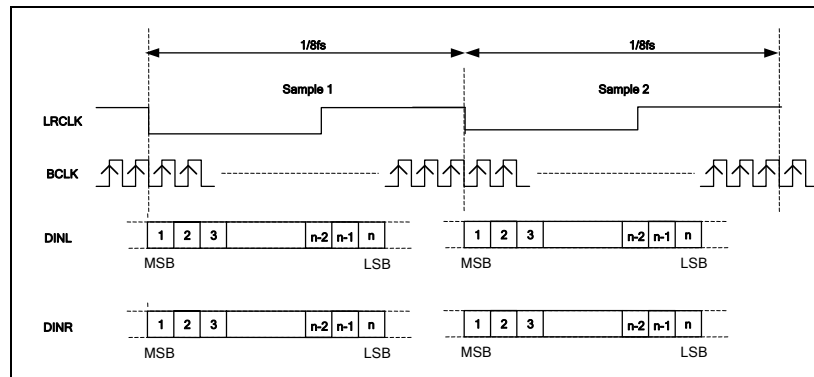 1/8fs 1/8fs
Sample 1 Sample 2
LRCLK
BCLK
DINL 1 2 3 n-2 n-1 n 1 2 3 n-2 n-1 n
MSB LSB MSB LSB
DINR 1 2 3 n-2 n-1 n 1 2 3 n-2 n-1 n
MSB LSB MSB LSB